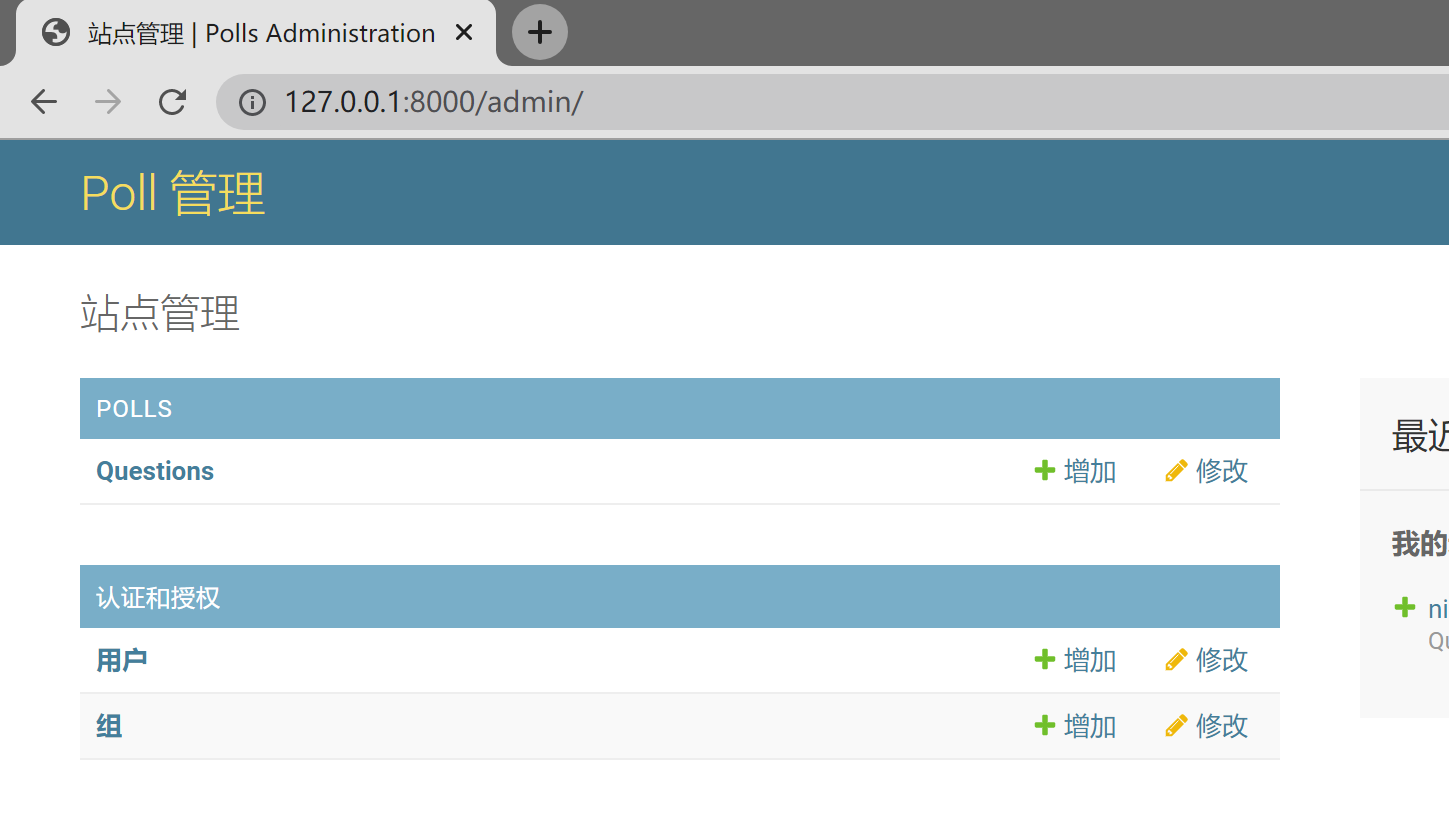 站点管理 | Polls Administration
127.0.0.1:8000/admin/
Poll 管理
站点管理
POLLS
Questions 增加 修改
认证和授权
用户 增加 修改
组 增加 修改
最近
我的
ni
Qu